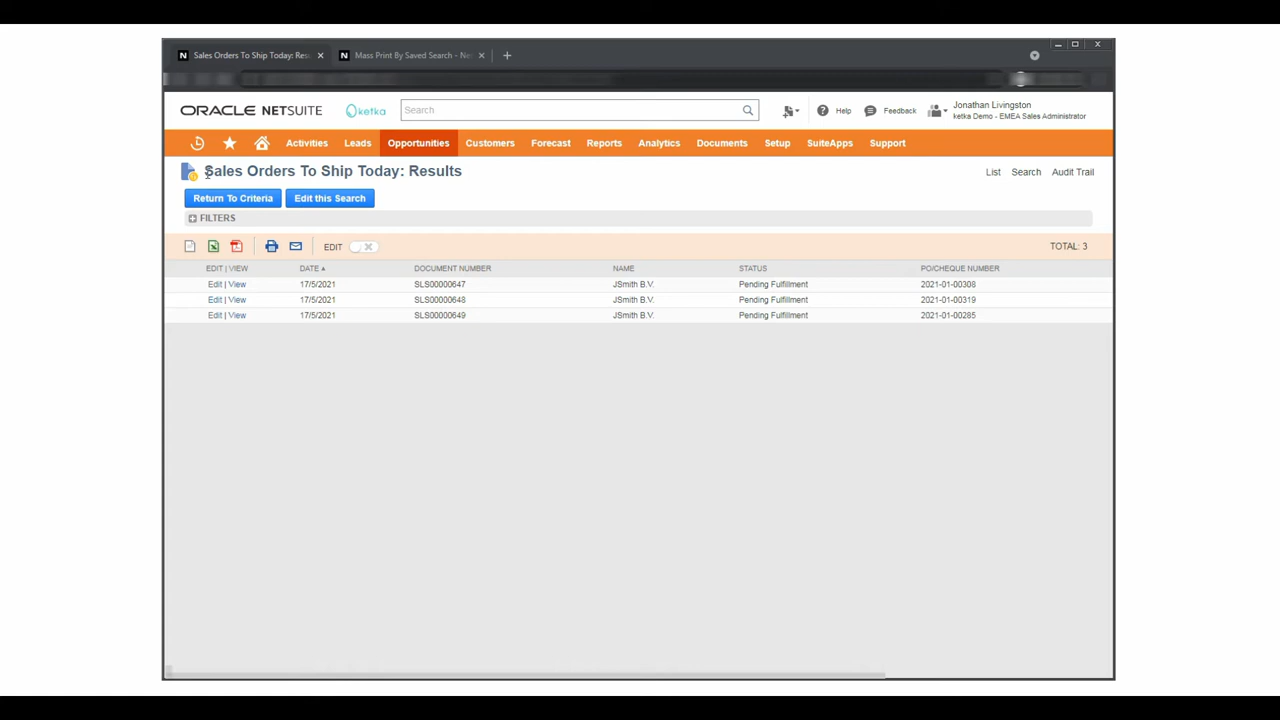 Sales Orders To Ship Today: Res
Mass Print By Saved Search - Ne
ORACLE NETSUITE
ketka
Search
Help
Feedback
Jonathan Livingston
ketka Demo - EMEA Sales Administrator
Activities Leads Opportunities Customers Forecast Reports Analytics Documents Setup SuiteApps Support
Sales Orders To Ship Today: Results
List Search Audit Trail
Return To Criteria Edit this Search
FILTERS
EDIT
TOTAL: 3
EDIT | VIEW DATE DOCUMENT NUMBER NAME STATUS PO/CHEQUE NUMBER
Edit | View 17/5/2021 SLS00000647 JSmith B.V. Pending Fulfillment 2021-01-00308
Edit | View 17/5/2021 SLS00000648 JSmith B.V. Pending Fulfillment 2021-01-00319
Edit | View 17/5/2021 SLS00000649 JSmith B.V. Pending Fulfillment 2021-01-00285